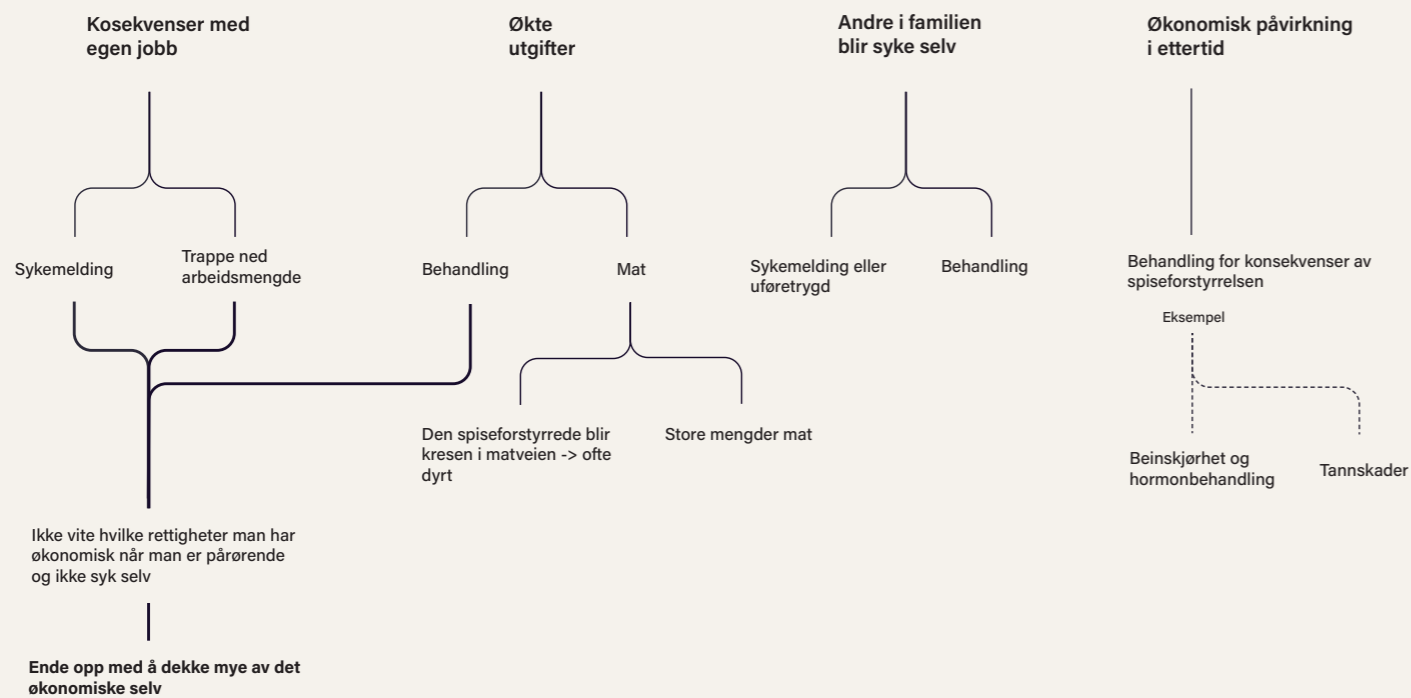 Kosekvenser med
egen jobb
Økte
utgifter
Andre i familien
blir syke selv
Økonomisk påvirkning
i ettertid
Sykemelding
Trappe ned
arbeidsmengde
Behandling
Mat
Sykemelding eller
uføretrygd
Behandling
Behandling for konsekvenser av
spiseforstyrrelsen
Eksempel
Den spiseforstyrrede blir
kresen i matveien -> ofte
dyrt
Store mengder mat
Beinskjørhet og
hormonbehandling
Tannskader
Ikke vite hvilke rettigheter man har
økonomisk når man er pårørende
og ikke syk selv
Ende opp med å dekke mye av det
økonomiske selv